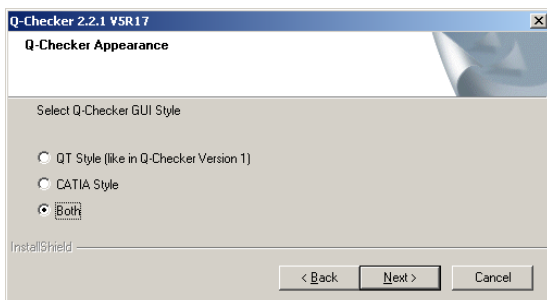 Q-Checker 2.2.1 V5R17
Q-Checker Appearance
Select Q-Checker GUI Style
QT Style (like in Q-Checker Version 1)
CATIA Style
Both
InstallShield
< Back Next > Cancel